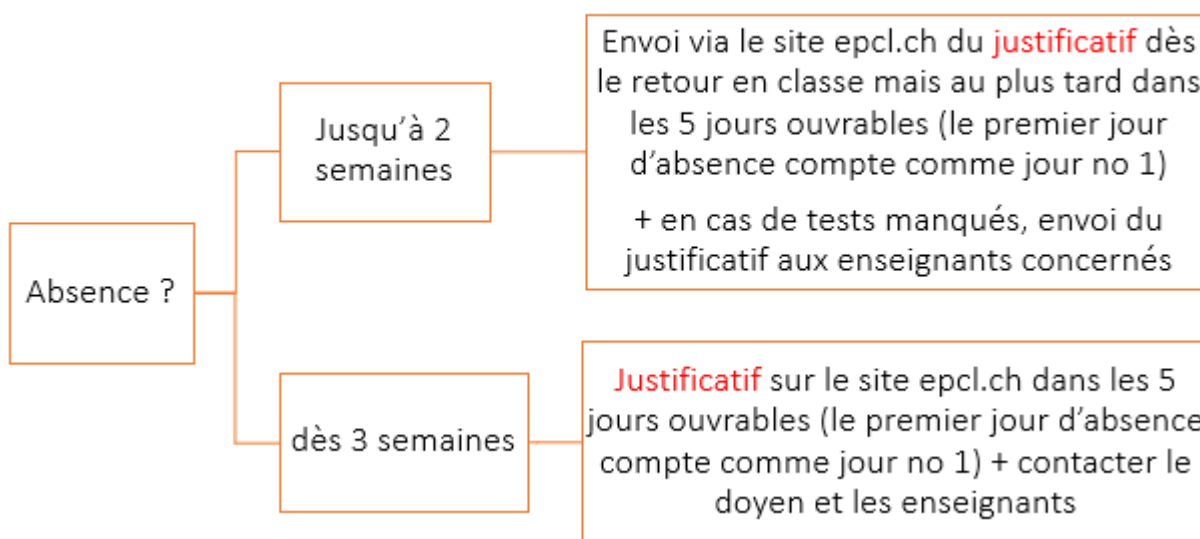 Absence ?
Jusqu'à 2
semaines
Envoi via le site epcl.ch du justificatif dès
le retour en classe mais au plus tard dans
les 5 jours ouvrables (le premier jour
d'absence compte comme jour no 1)
+ en cas de tests manqués, envoi du
justificatif aux enseignants concernés
dès 3 semaines
Justificatif sur le site epcl.ch dans les 5
jours ouvrables (le premier jour d'absence
compte comme jour no 1) + contacter le
doyen et les enseignants